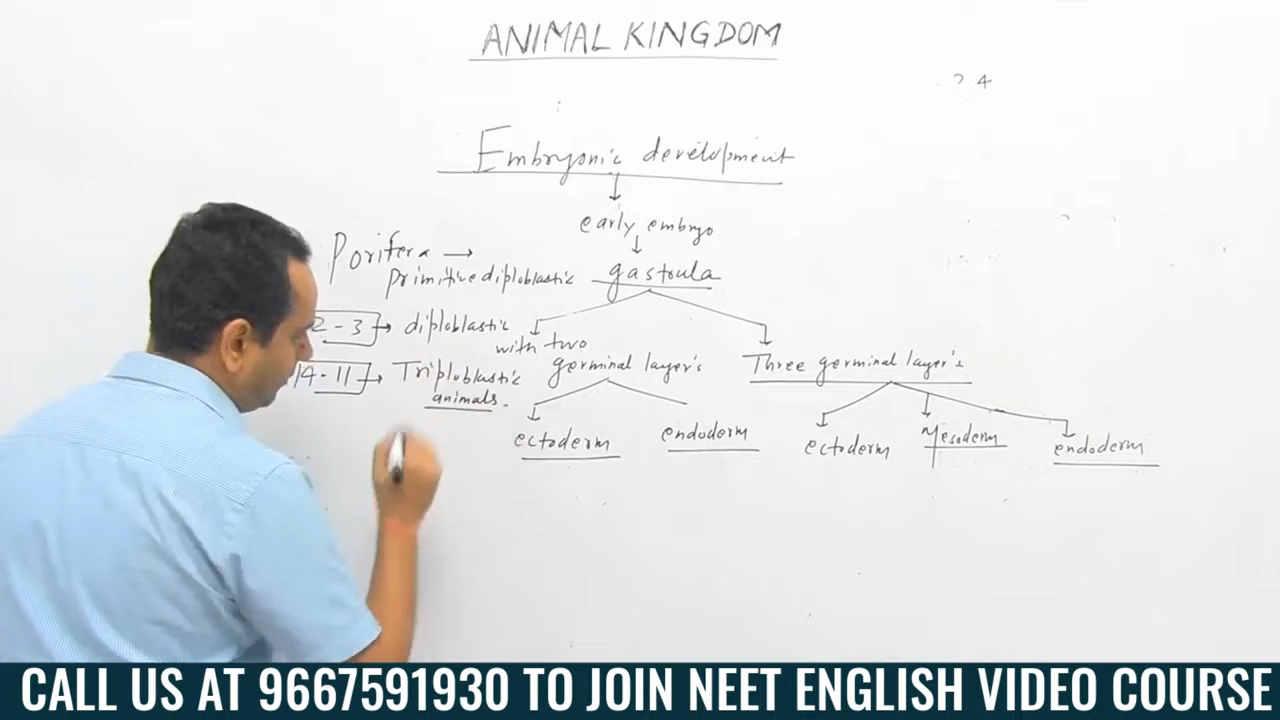 ANIMAL KINGDOM
Embryonic development
early embryo
Porifera →
primitive diploblastic
gastrula
2 - 3 → diploblastic
with two
germinal layer's
Three germinal layer's
4 - 11 → Triploblastic
animals.
ectoderm
endoderm
ectoderm
Mesoderm
endoderm
CALL US AT 9667591930 TO JOIN NEET ENGLISH VIDEO COURSE